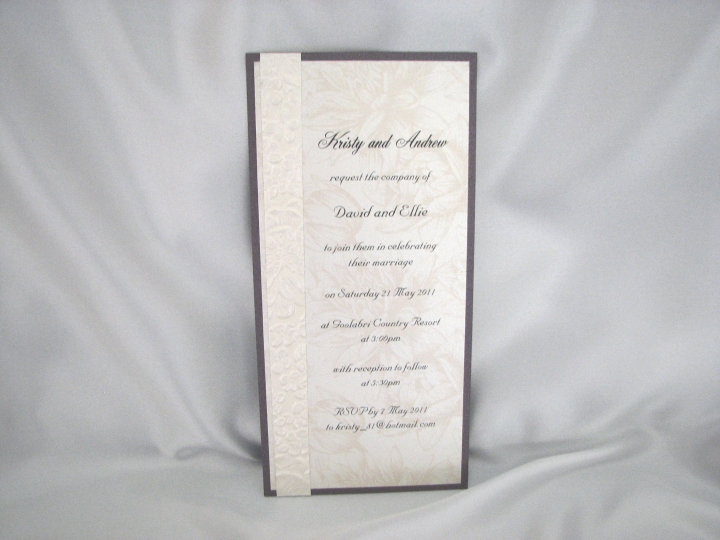 Kristy and Andrew
request the company of
David and Ellie
to join them in celebrating
their marriage
on Saturday 21 May 2011
at Goolabri Country Resort
at 3:00pm
with reception to follow
at 5:30pm
RSVP by 2 May 2011
to kristy_81@hotmail.com